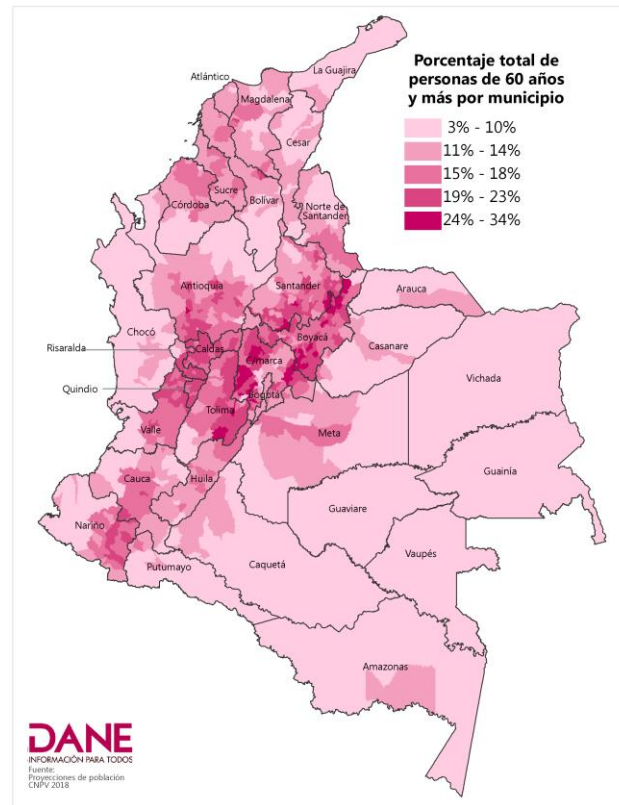 Porcentaje total de
personas de 60 años
y más por municipio
3% - 10%
11% - 14%
15% - 18%
19% - 23%
24% - 34%
La Guajira
Atlántico
Magdalena
Cesar
Sucre
Bolívar
Norte de
Santander
Córdoba
Antioquia
Santander
Arauca
Chocó
Boyacá
Casanare
Risaralda
Caldas
C/marca
Vichada
Quindio
Bogotá
Tolima
Valle
Meta
Guainía
Cauca
Huila
Guaviare
Nariño
Vaupés
Putumayo
Caquetá
Amazonas
DANE
INFORMACIÓN PARA TODOS
Fuente:
Proyecciones de población
CNPV 2018